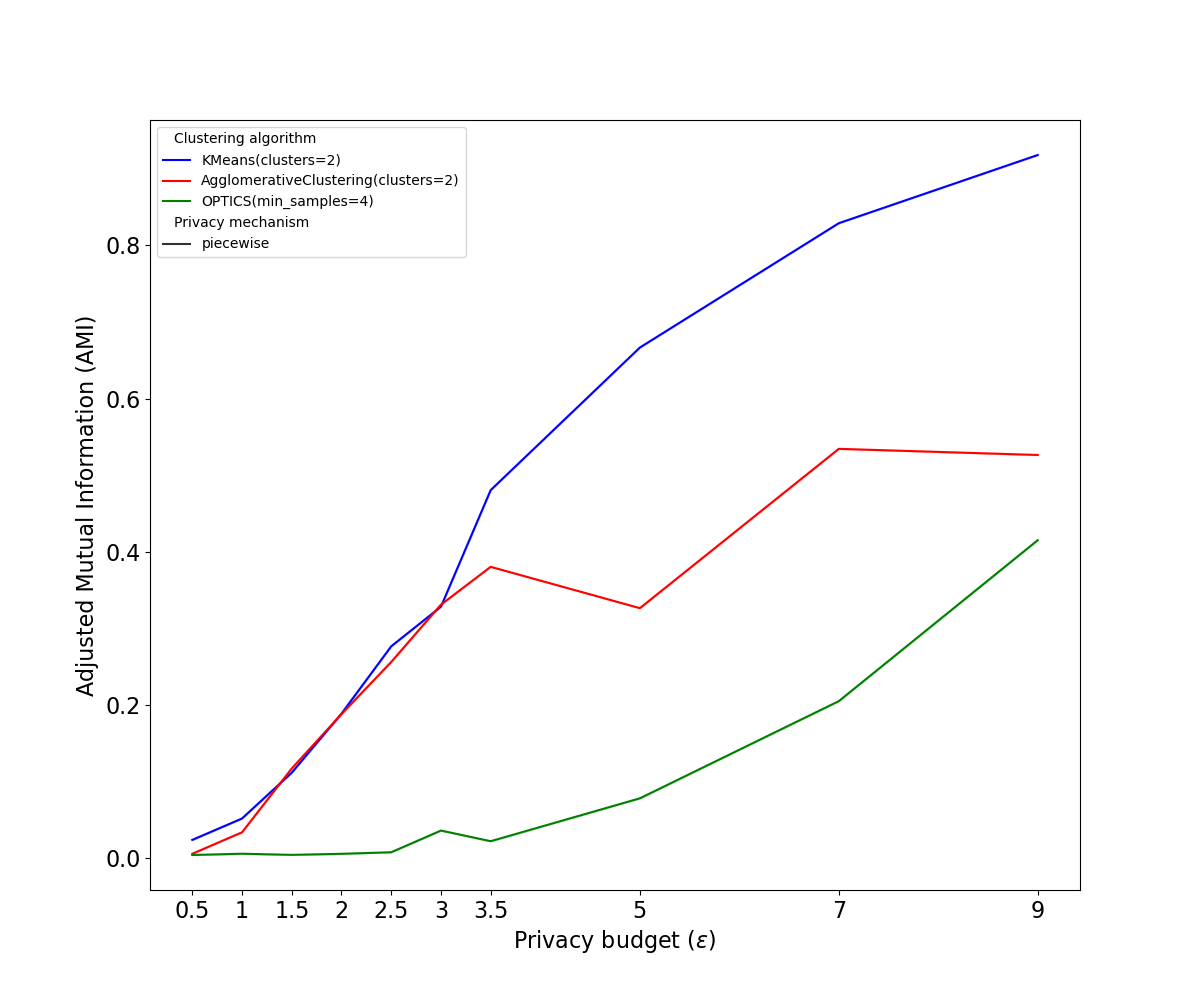 Clustering algorithm
KMeans(clusters=2)
AgglomerativeClustering(clusters=2)
OPTICS(min_samples=4)
Privacy mechanism
piecewise
Adjusted Mutual Information (AMI)
0.8
0.6
0.4
0.2
0.0
0.5 1 1.5 2 2.5 3 3.5 5 7 9
Privacy budget (ε)